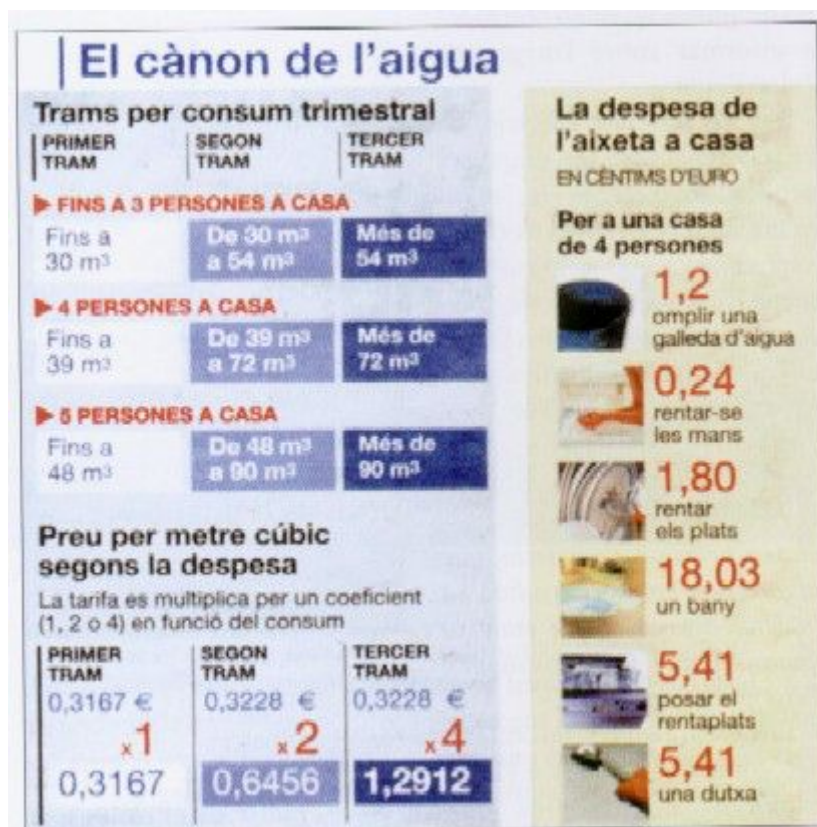 El cànon de l'aigua
Trams per consum trimestral
PRIMER TRAM
SEGON TRAM
TERCER TRAM
FINS A 3 PERSONES A CASA
Fins a
30 m³
De 30 m³
a 54 m³
Més de
54 m³
4 PERSONES A CASA
Fins a
39 m³
De 39 m³
a 72 m³
Més de
72 m³
5 PERSONES A CASA
Fins a
48 m³
De 48 m³
a 90 m³
Més de
90 m³
Preu per metre cúbic
segons la despesa
La tarifa es multiplica per un coeficient
(1, 2 o 4) en funció del consum
PRIMER
TRAM
0,3167 €
x1
0,3167
SEGON
TRAM
0,3228 €
x2
0,6456
TERCER
TRAM
0,3228 €
x4
1,2912
La despesa de
l'aixeta a casa
EN CÈNTIMS D'EURO
Per a una casa
de 4 persones
1,2
omplir una
galleda d'aigua
0,24
rentar-se
les mans
1,80
rentar
els plats
18,03
un bany
5,41
posar el
rentaplats
5,41
una dutxa